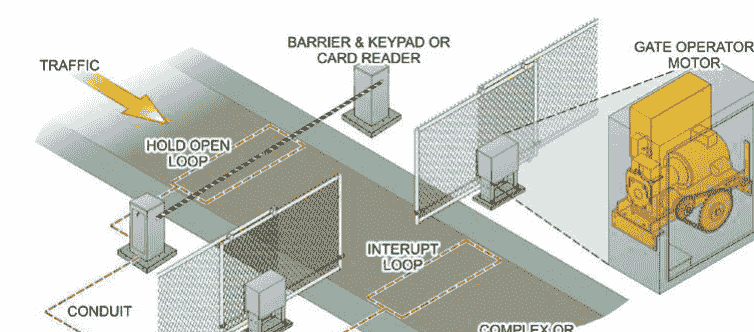 BARRIER & KEYPAD OR
CARD READER
GATE OPERATOR
MOTOR
TRAFFIC
HOLD OPEN
LOOP
INTERUPT
LOOP
CONDUIT
COMPLEX OR